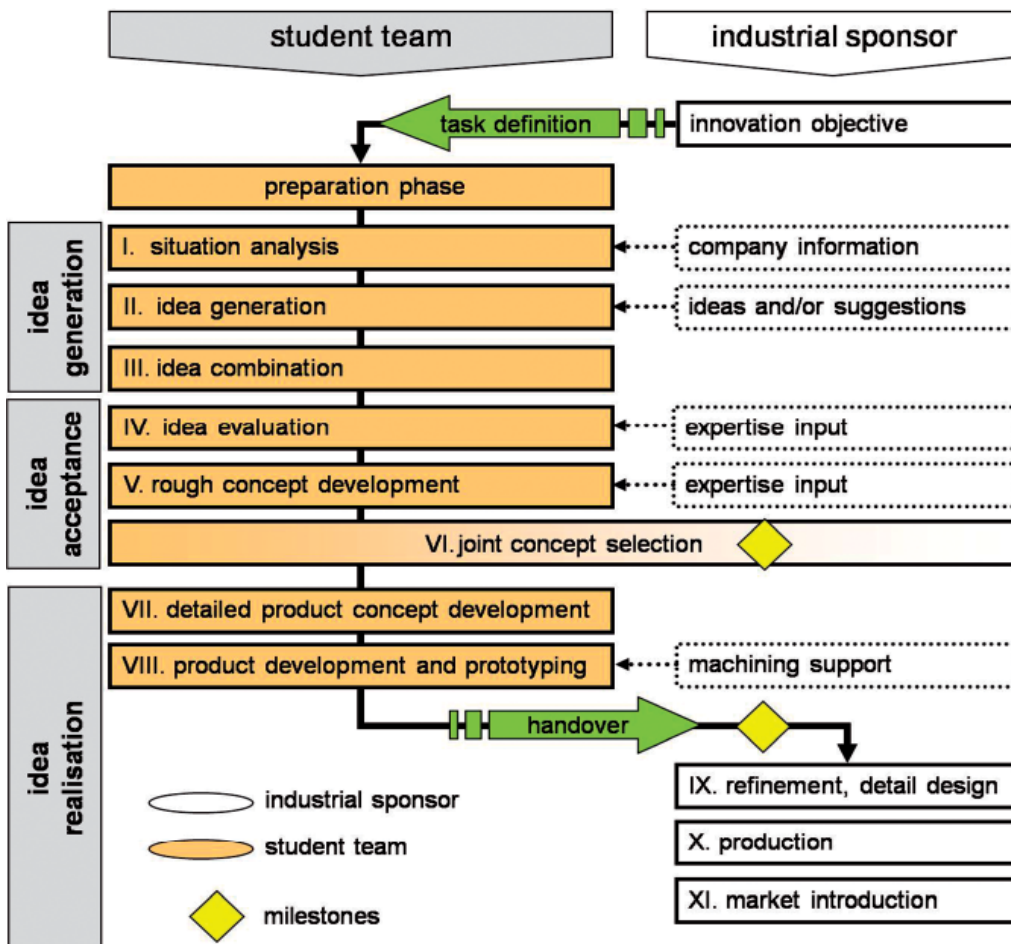 student team
industrial sponsor
task definition
innovation objective
preparation phase
idea
generation
I. situation analysis
company information
II. idea generation
ideas and/or suggestions
III. idea combination
idea
acceptance
IV. idea evaluation
expertise input
V. rough concept development
expertise input
VI. joint concept selection
idea
realisation
VII. detailed product concept development
VIII. product development and prototyping
machining support
handover
IX. refinement, detail design
X. production
XI. market introduction
industrial sponsor
student team
milestones